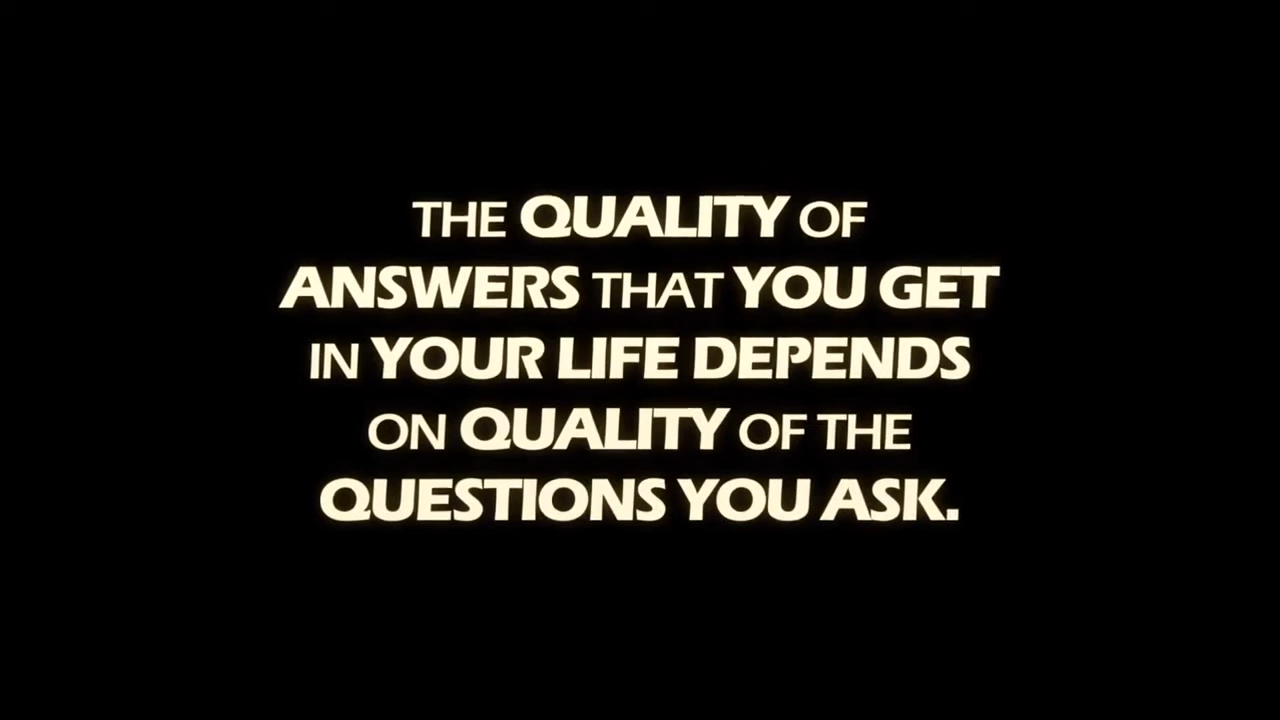 THE QUALITY OF
ANSWERS THAT YOU GET
IN YOUR LIFE DEPENDS
ON QUALITY OF THE
QUESTIONS YOU ASK.